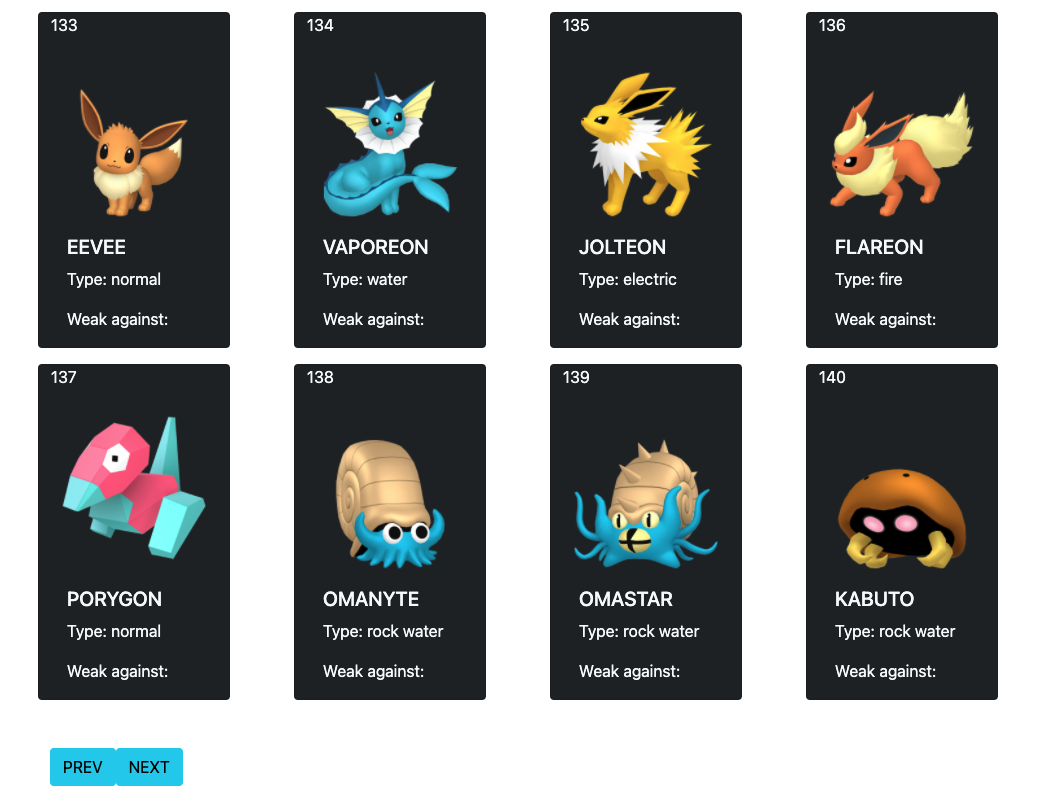 133
EEVEE
Type: normal
Weak against:
134
VAPOREON
Type: water
Weak against:
135
JOLTEON
Type: electric
Weak against:
136
FLAREON
Type: fire
Weak against:
137
PORYGON
Type: normal
Weak against:
138
OMANYTE
Type: rock water
Weak against:
139
OMASTAR
Type: rock water
Weak against:
140
KABUTO
Type: rock water
Weak against:
PREV NEXT